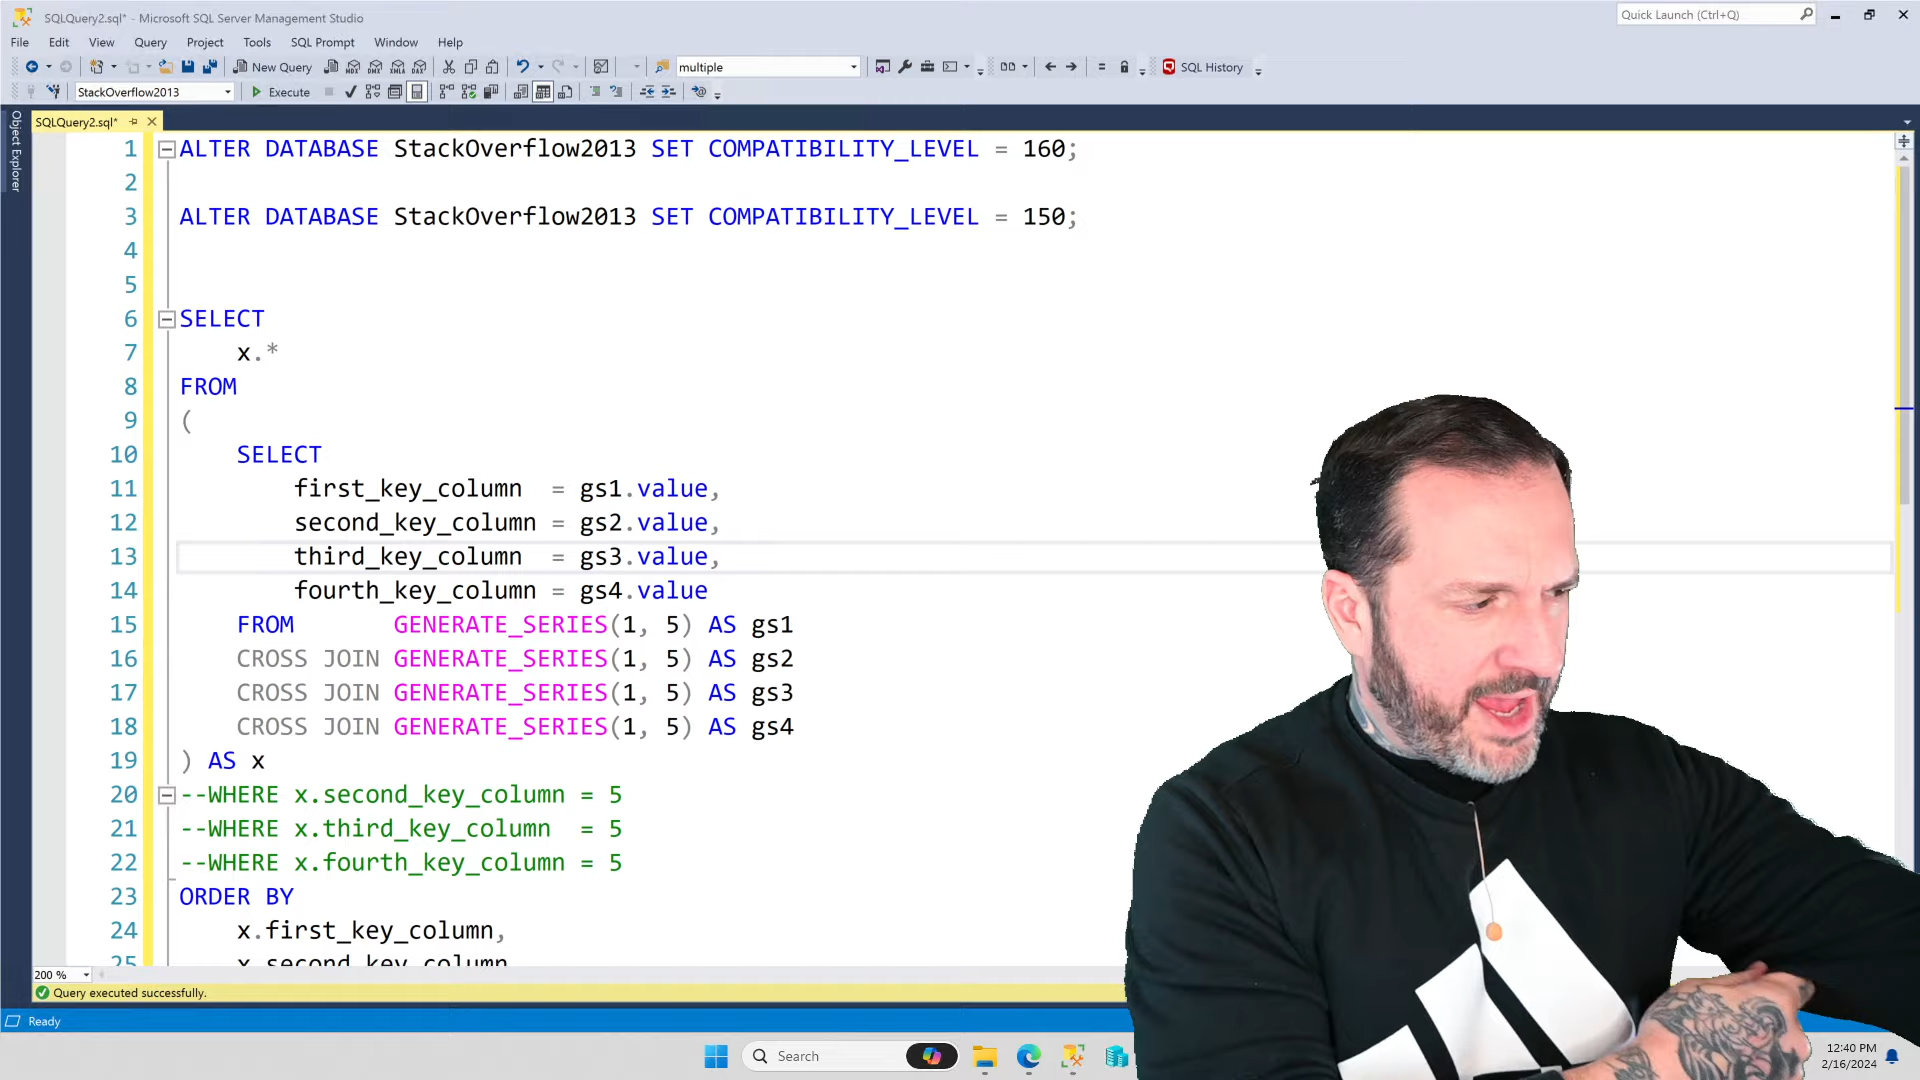 SQLQuery2.sql* - Microsoft SQL Server Management Studio
Quick Launch (Ctrl+Q)
File Edit View Query Project Tools SQL Prompt Window Help
New Query
MDX DMX XMLA DAX
multiple
SQL History
StackOverflow2013
Execute
Object Explorer
SQLQuery2.sql*
1 ALTER DATABASE StackOverflow2013 SET COMPATIBILITY_LEVEL = 160;
2
3 ALTER DATABASE StackOverflow2013 SET COMPATIBILITY_LEVEL = 150;
4
5
6 SELECT
7 x.*
8 FROM
9 (
10 SELECT
11 first_key_column = gs1.value,
12 second_key_column = gs2.value,
13 third_key_column = gs3.value,
14 fourth_key_column = gs4.value
15 FROM GENERATE_SERIES(1, 5) AS gs1
16 CROSS JOIN GENERATE_SERIES(1, 5) AS gs2
17 CROSS JOIN GENERATE_SERIES(1, 5) AS gs3
18 CROSS JOIN GENERATE_SERIES(1, 5) AS gs4
19 ) AS x
20 --WHERE x.second_key_column = 5
21 --WHERE x.third_key_column = 5
22 --WHERE x.fourth_key_column = 5
23 ORDER BY
24 x.first_key_column,
25 x.second_key_column
200 %
Query executed successfully.
Ready
Search
12:40 PM
2/16/2024